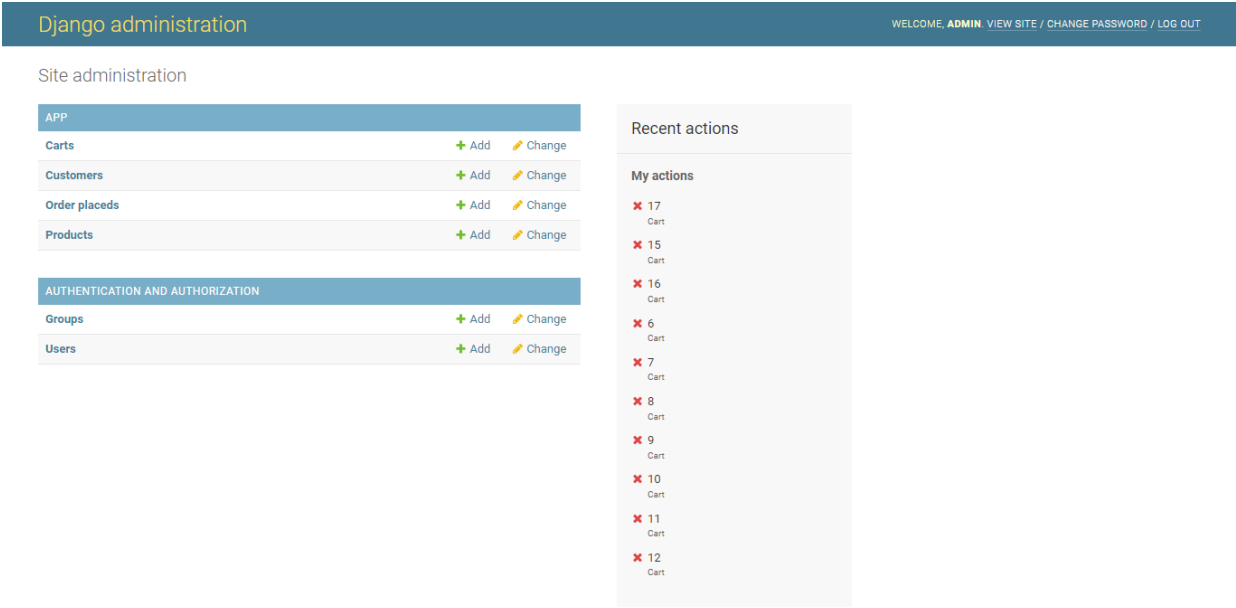 Django administration
WELCOME, ADMIN. VIEW SITE / CHANGE PASSWORD / LOG OUT
Site administration
APP
Carts Add Change
Customers Add Change
Order placeds Add Change
Products Add Change
AUTHENTICATION AND AUTHORIZATION
Groups Add Change
Users Add Change
Recent actions
My actions
17
Cart
15
Cart
16
Cart
6
Cart
7
Cart
8
Cart
9
Cart
10
Cart
11
Cart
12
Cart